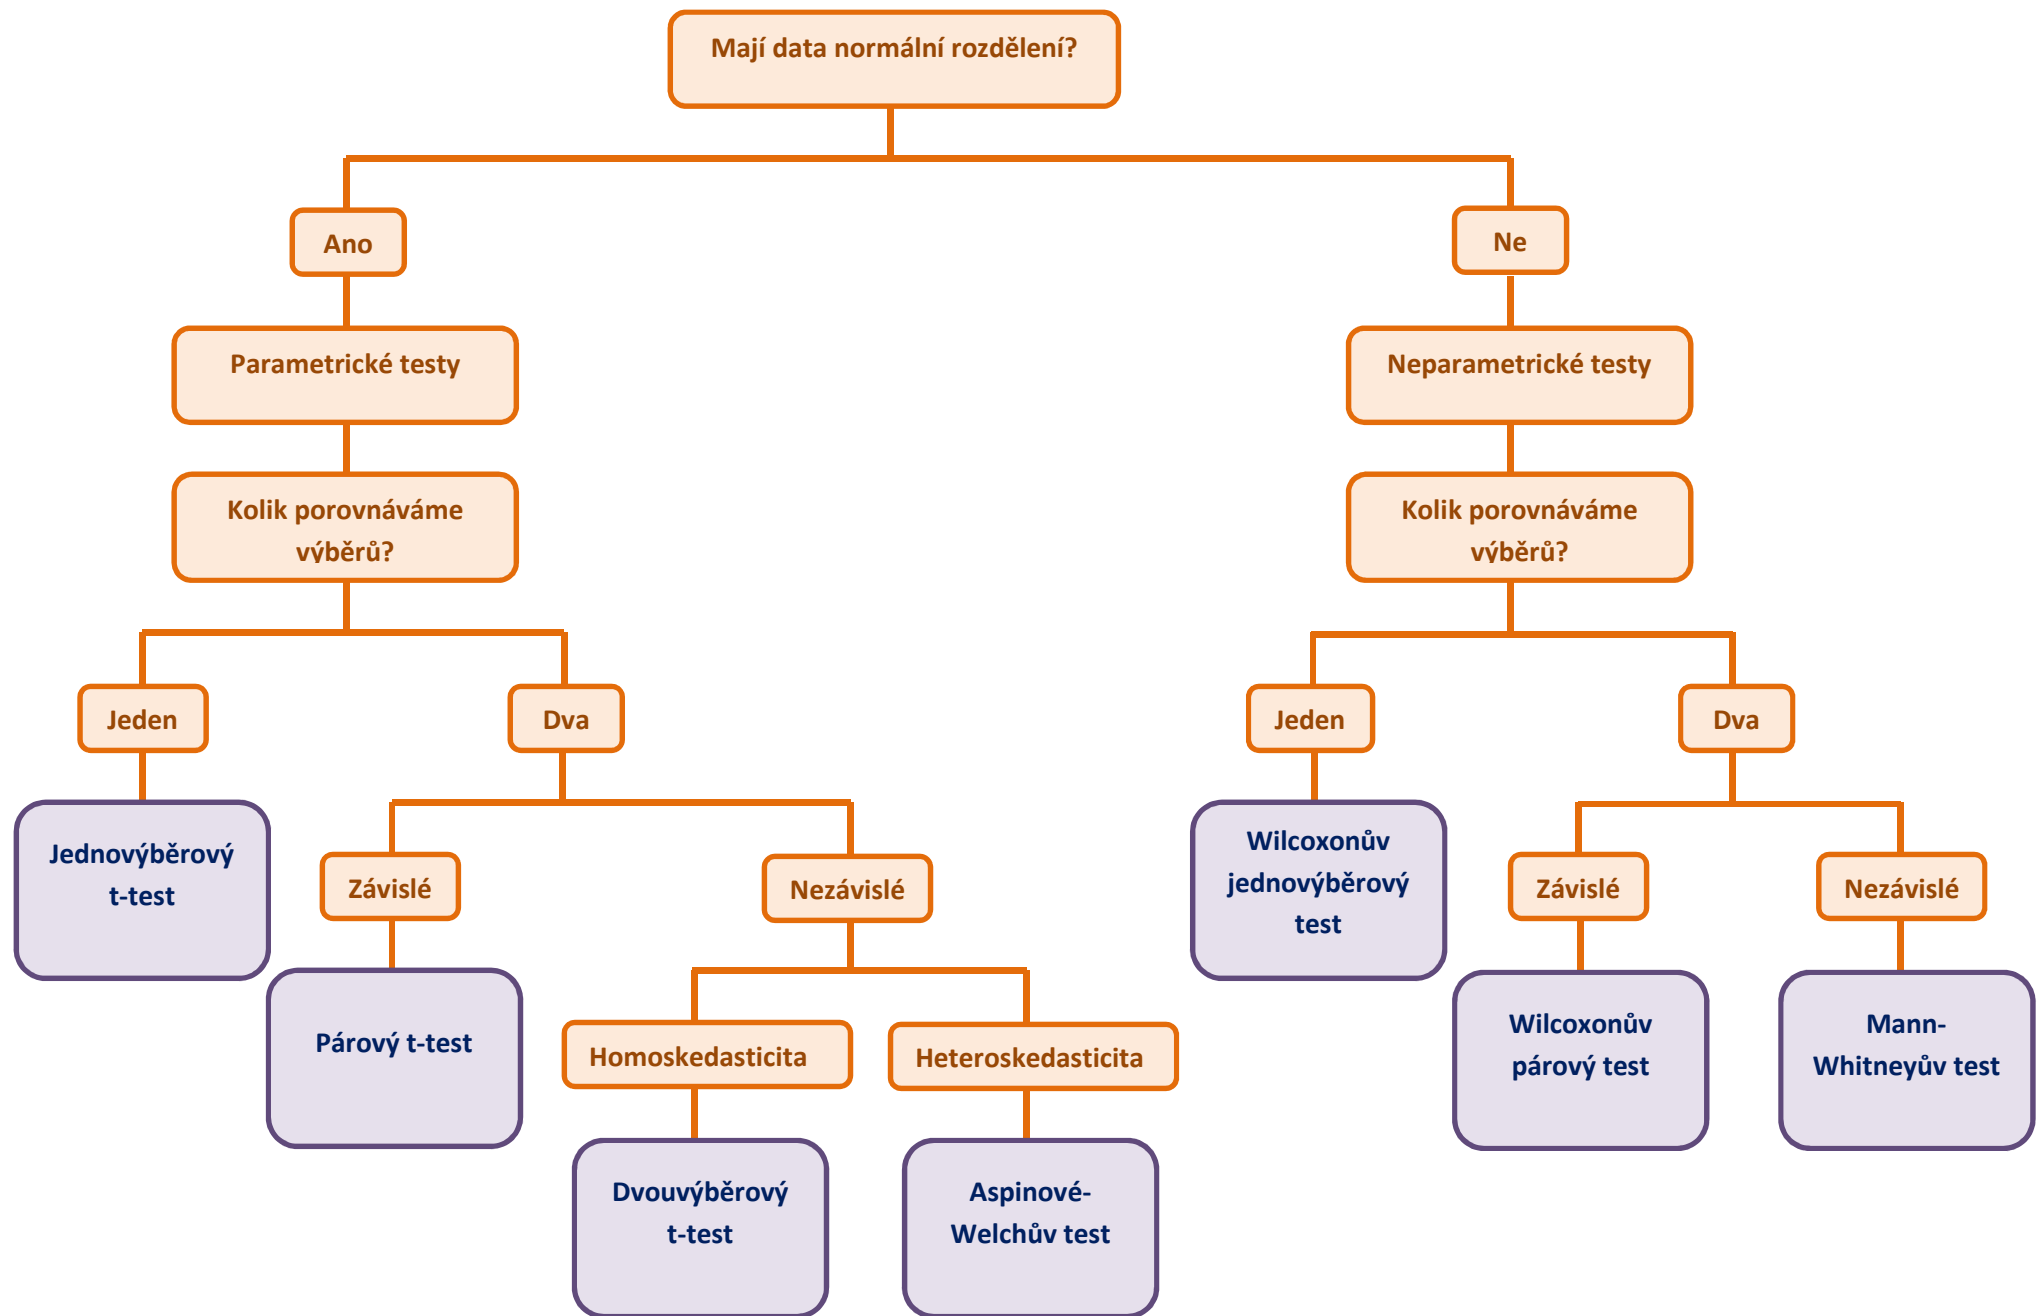 Mají data normální rozdělení?
Ano
Ne
Parametrické testy
Neparametrické testy
Kolik porovnáváme
výběrů?
Kolik porovnáváme
výběrů?
Jeden
Dva
Jeden
Dva
Jednovýběrový
t-test
Závislé
Nezávislé
Wilcoxonův
jednovýběrový
test
Závislé
Nezávislé
Párový t-test
Homoskedasticita
Heteroskedasticita
Wilcoxonův
párový test
Mann-
Whitneyův test
Dvouvýběrový
t-test
Aspinové-
Welchův test